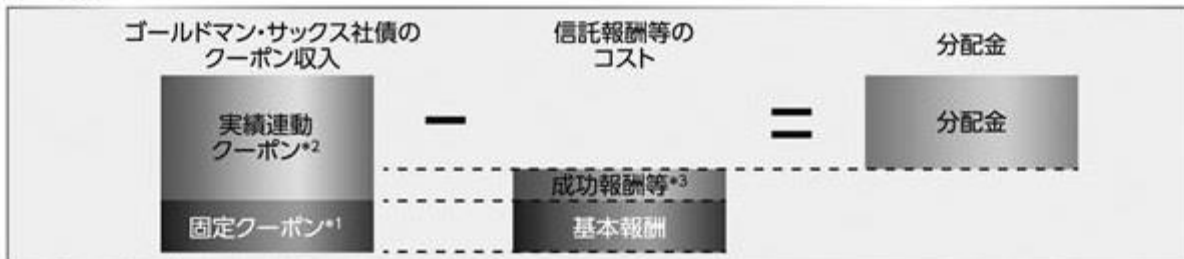 ゴールドマン・サックス社債の
クーポン収入
信託報酬等の
コスト
分配金
実績連動
クーポン*2
固定クーポン*1
成功報酬等*3
基本報酬
分配金